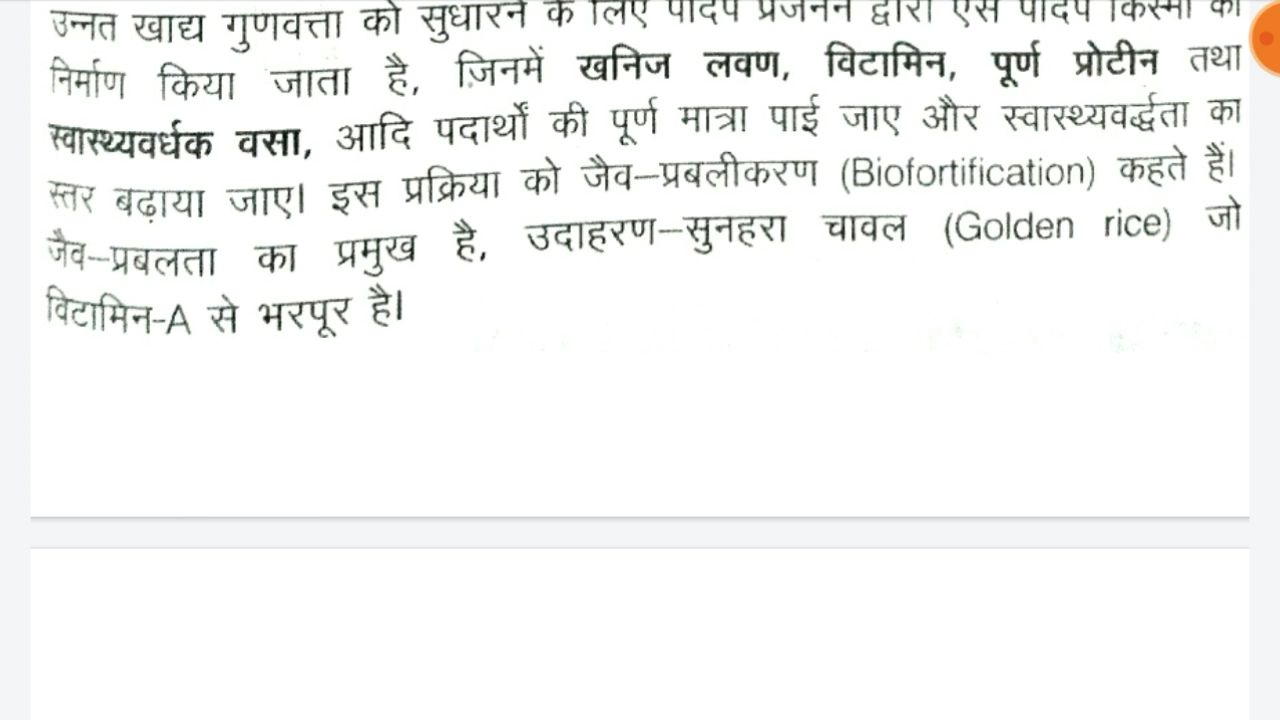 उन्नत खाद्य गुणवत्ता को सुधारने के लिए पादप प्रजनन द्वारा ऐसे पादप किस्मों का
निर्माण किया जाता है, जिनमें खनिज लवण, विटामिन, पूर्ण प्रोटीन तथा
स्वास्थ्यवर्धक वसा, आदि पदार्थों की पूर्ण मात्रा पाई जाए और स्वास्थ्यवर्द्धता का
स्तर बढ़ाया जाए। इस प्रक्रिया को जैव–प्रबलीकरण (Biofortification) कहते हैं।
जैव–प्रबलता का प्रमुख है, उदाहरण–सुनहरा चावल (Golden rice) जो
विटामिन-A से भरपूर है।